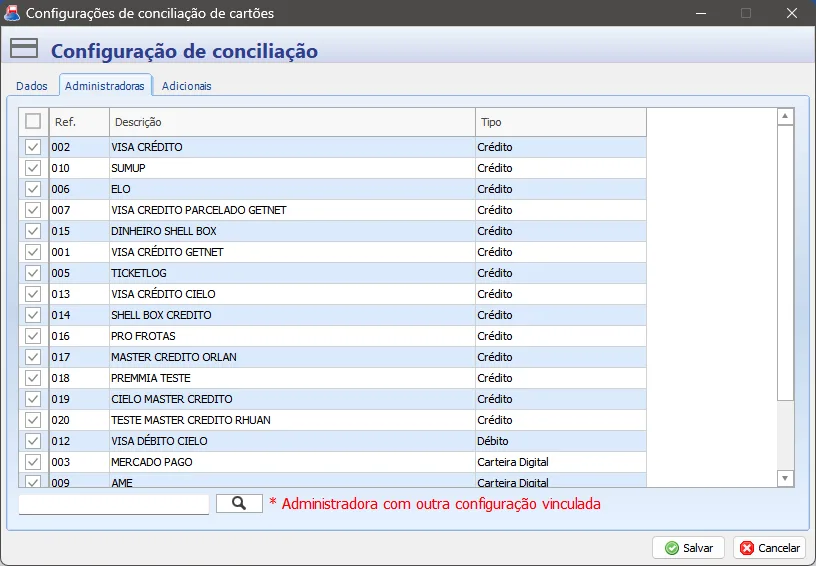 Configurações de conciliação de cartões
Configuração de conciliação
Dados Administradoras Adicionais
Ref. Descrição Tipo
002 VISA CRÉDITO Crédito
010 SUMUP Crédito
006 ELO Crédito
007 VISA CREDITO PARCELADO GETNET Crédito
015 DINHEIRO SHELL BOX Crédito
001 VISA CRÉDITO GETNET Crédito
005 TICKETLOG Crédito
013 VISA CRÉDITO CIELO Crédito
014 SHELL BOX CREDITO Crédito
016 PRO FROTAS Crédito
017 MASTER CREDITO ORLAN Crédito
018 PREMMIA TESTE Crédito
019 CIELO MASTER CREDITO Crédito
020 TESTE MASTER CREDITO RHUAN Crédito
012 VISA DÉBITO CIELO Débito
003 MERCADO PAGO Carteira Digital
009 AME Carteira Digital
* Administradora com outra configuração vinculada
Salvar Cancelar